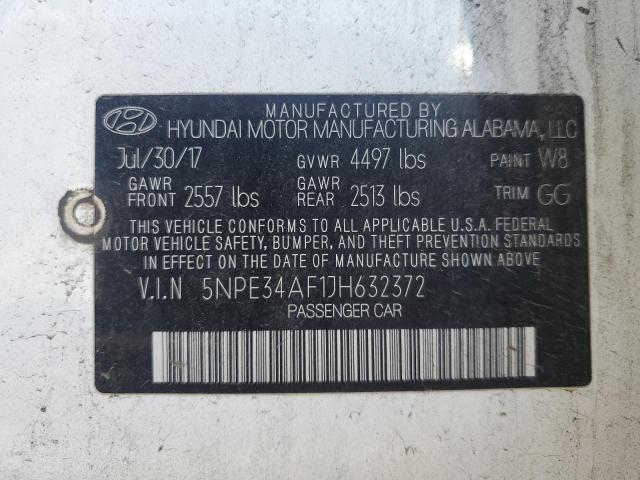 MANUFACTURED BY
HYUNDAI MOTOR MANUFACTURING ALABAMA, LLC
Jul/30/17 GVWR 4497 lbs PAINT W8
GAWR FRONT 2557 lbs GAWR REAR 2513 lbs TRIM GG
THIS VEHICLE CONFORMS TO ALL APPLICABLE U.S.A. FEDERAL
MOTOR VEHICLE SAFETY, BUMPER, AND THEFT PREVENTION STANDARDS
IN EFFECT ON THE DATE OF MANUFACTURE SHOWN ABOVE.
V.I.N 5NPE34AF1JH632372
PASSENGER CAR